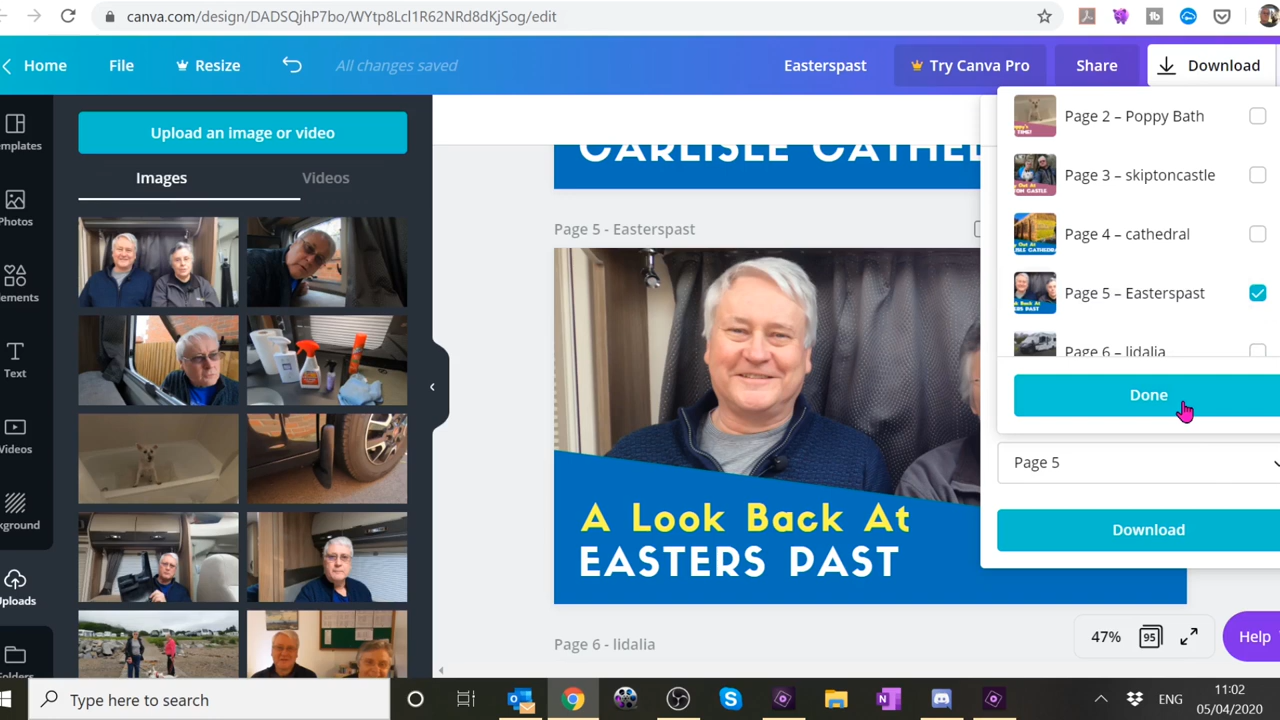 canva.com/design/DADSQjhP7bo/WYtp8Lcl1R62NRd8dKjSog/edit
Home
File
Resize
All changes saved
Easterspast
Try Canva Pro
Share
Download
Upload an image or video
Images
Videos
emplates
Photos
lements
Text
Videos
kground
Uploads
Folders
CARLISLE CATHED
Page 5 - Easterspast
A Look Back At
EASTERS PAST
Page 6 - lidalia
Page 2 – Poppy Bath
Page 3 – skiptoncastle
Page 4 – cathedral
Page 5 – Easterspast
Page 6 – lidalia
Done
Page 5
Download
47%
95
Help
Type here to search
ENG
11:02
05/04/2020